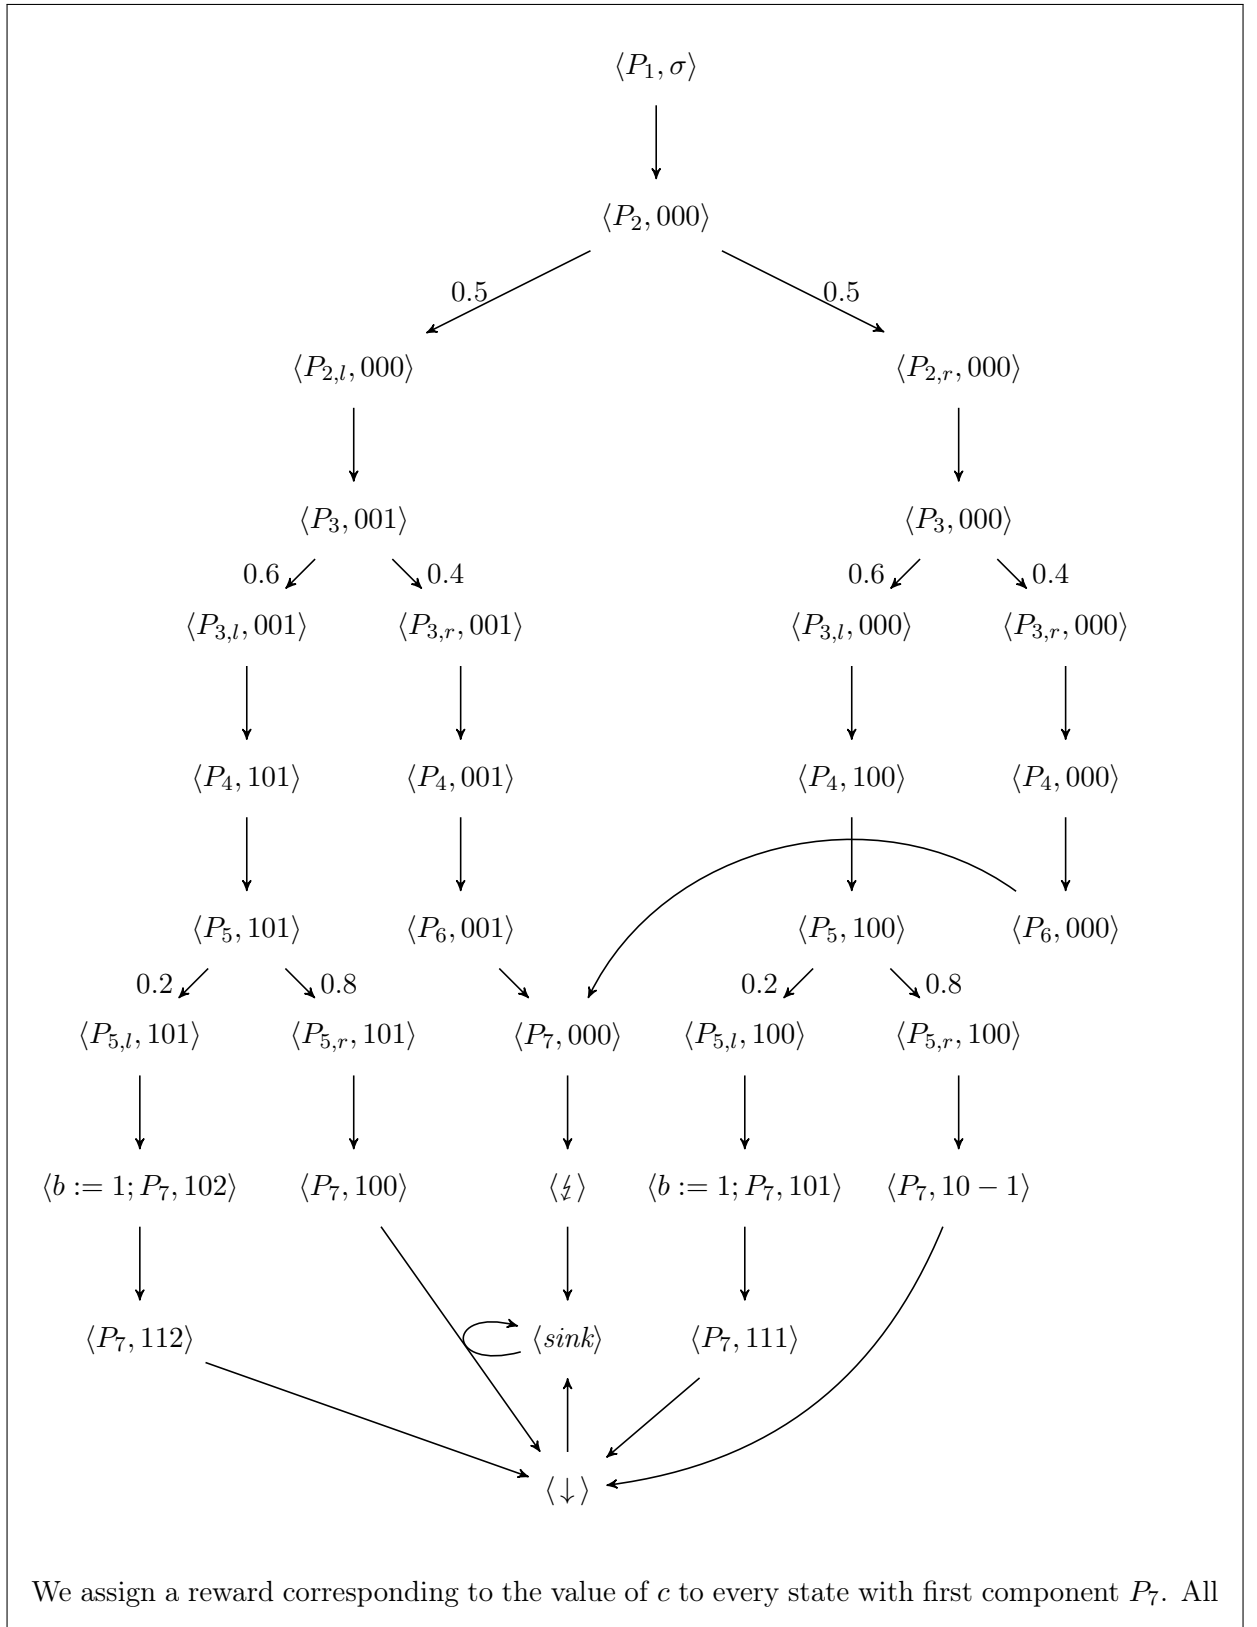 ⟨P₁, σ⟩
⟨P₂, 000⟩
0.5 0.5
⟨P₂,ₗ, 000⟩ ⟨P₂,ᵣ, 000⟩
⟨P₃, 001⟩ ⟨P₃, 000⟩
0.6 0.4 0.6 0.4
⟨P₃,ₗ, 001⟩ ⟨P₃,ᵣ, 001⟩ ⟨P₃,ₗ, 000⟩ ⟨P₃,ᵣ, 000⟩
⟨P₄, 101⟩ ⟨P₄, 001⟩ ⟨P₄, 100⟩ ⟨P₄, 000⟩
⟨P₅, 101⟩ ⟨P₆, 001⟩ ⟨P₅, 100⟩ ⟨P₆, 000⟩
0.2 0.8 0.2 0.8
⟨P₅,ₗ, 101⟩ ⟨P₅,ᵣ, 101⟩ ⟨P₇, 000⟩ ⟨P₅,ₗ, 100⟩ ⟨P₅,ᵣ, 100⟩
⟨b := 1; P₇, 102⟩ ⟨P₇, 100⟩ ⟨↯⟩ ⟨b := 1; P₇, 101⟩ ⟨P₇, 10 − 1⟩
⟨P₇, 112⟩ ⟨sink⟩ ⟨P₇, 111⟩
⟨↓⟩
We assign a reward corresponding to the value of c to every state with first component P₇. All